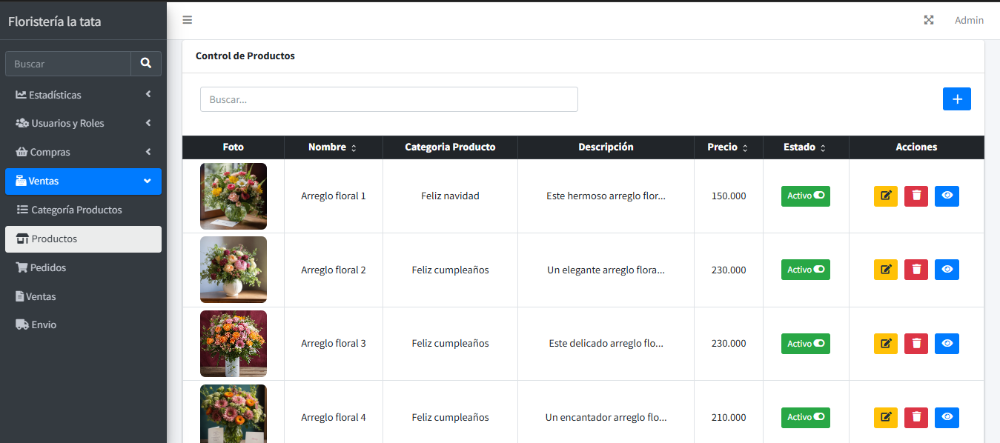 Floristería la tata
Admin
Buscar
Estadísticas
Usuarios y Roles
Compras
Ventas
Categoría Productos
Productos
Pedidos
Ventas
Envio
Control de Productos
Buscar...
Foto Nombre Categoria Producto Descripción Precio Estado Acciones
Arreglo floral 1 Feliz navidad Este hermoso arreglo flor... 150.000 Activo
Arreglo floral 2 Feliz cumpleaños Un elegante arreglo flora... 230.000 Activo
Arreglo floral 3 Feliz cumpleaños Este delicado arreglo flo... 230.000 Activo
Arreglo floral 4 Feliz cumpleaños Un encantador arreglo flo... 210.000 Activo